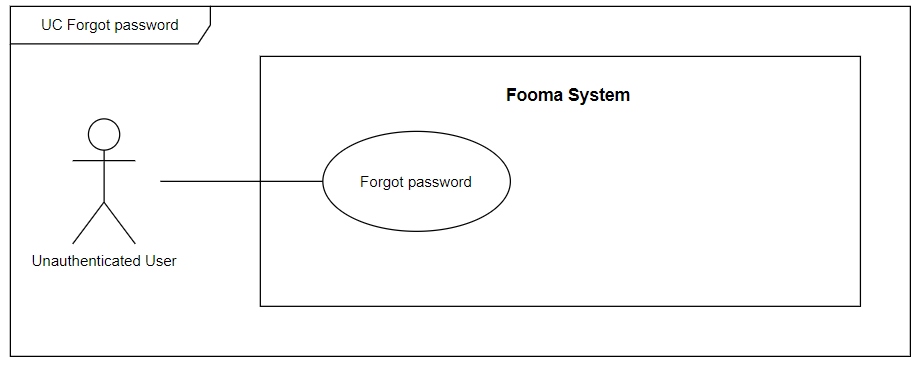 UC Forgot password
Fooma System
Forgot password
Unauthenticated User